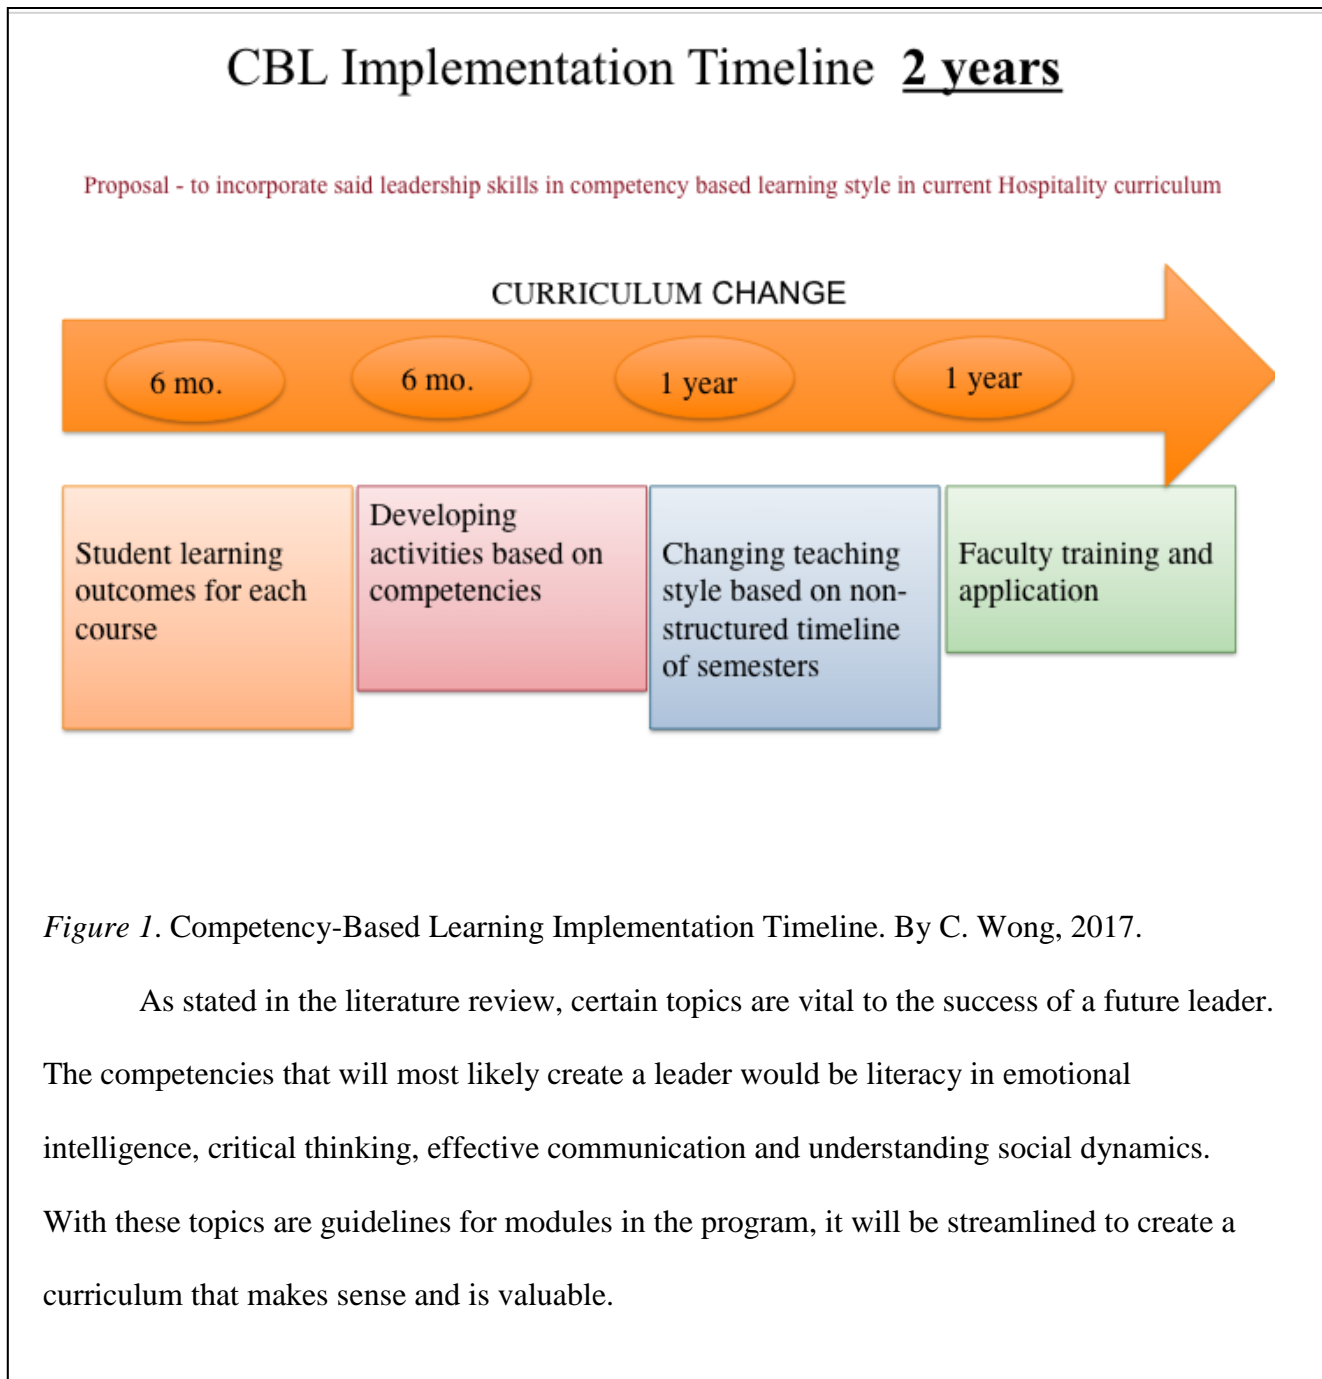 CBL Implementation Timeline 2 years
Proposal - to incorporate said leadership skills in competency based learning style in current Hospitality curriculum
CURRICULUM CHANGE
6 mo.
6 mo.
1 year
1 year
Student learning
outcomes for each
course
Developing
activities based on
competencies
Changing teaching
style based on non-
structured timeline
of semesters
Faculty training and
application
Figure 1. Competency-Based Learning Implementation Timeline. By C. Wong, 2017.
As stated in the literature review, certain topics are vital to the success of a future leader.
The competencies that will most likely create a leader would be literacy in emotional
intelligence, critical thinking, effective communication and understanding social dynamics.
With these topics are guidelines for modules in the program, it will be streamlined to create a
curriculum that makes sense and is valuable.